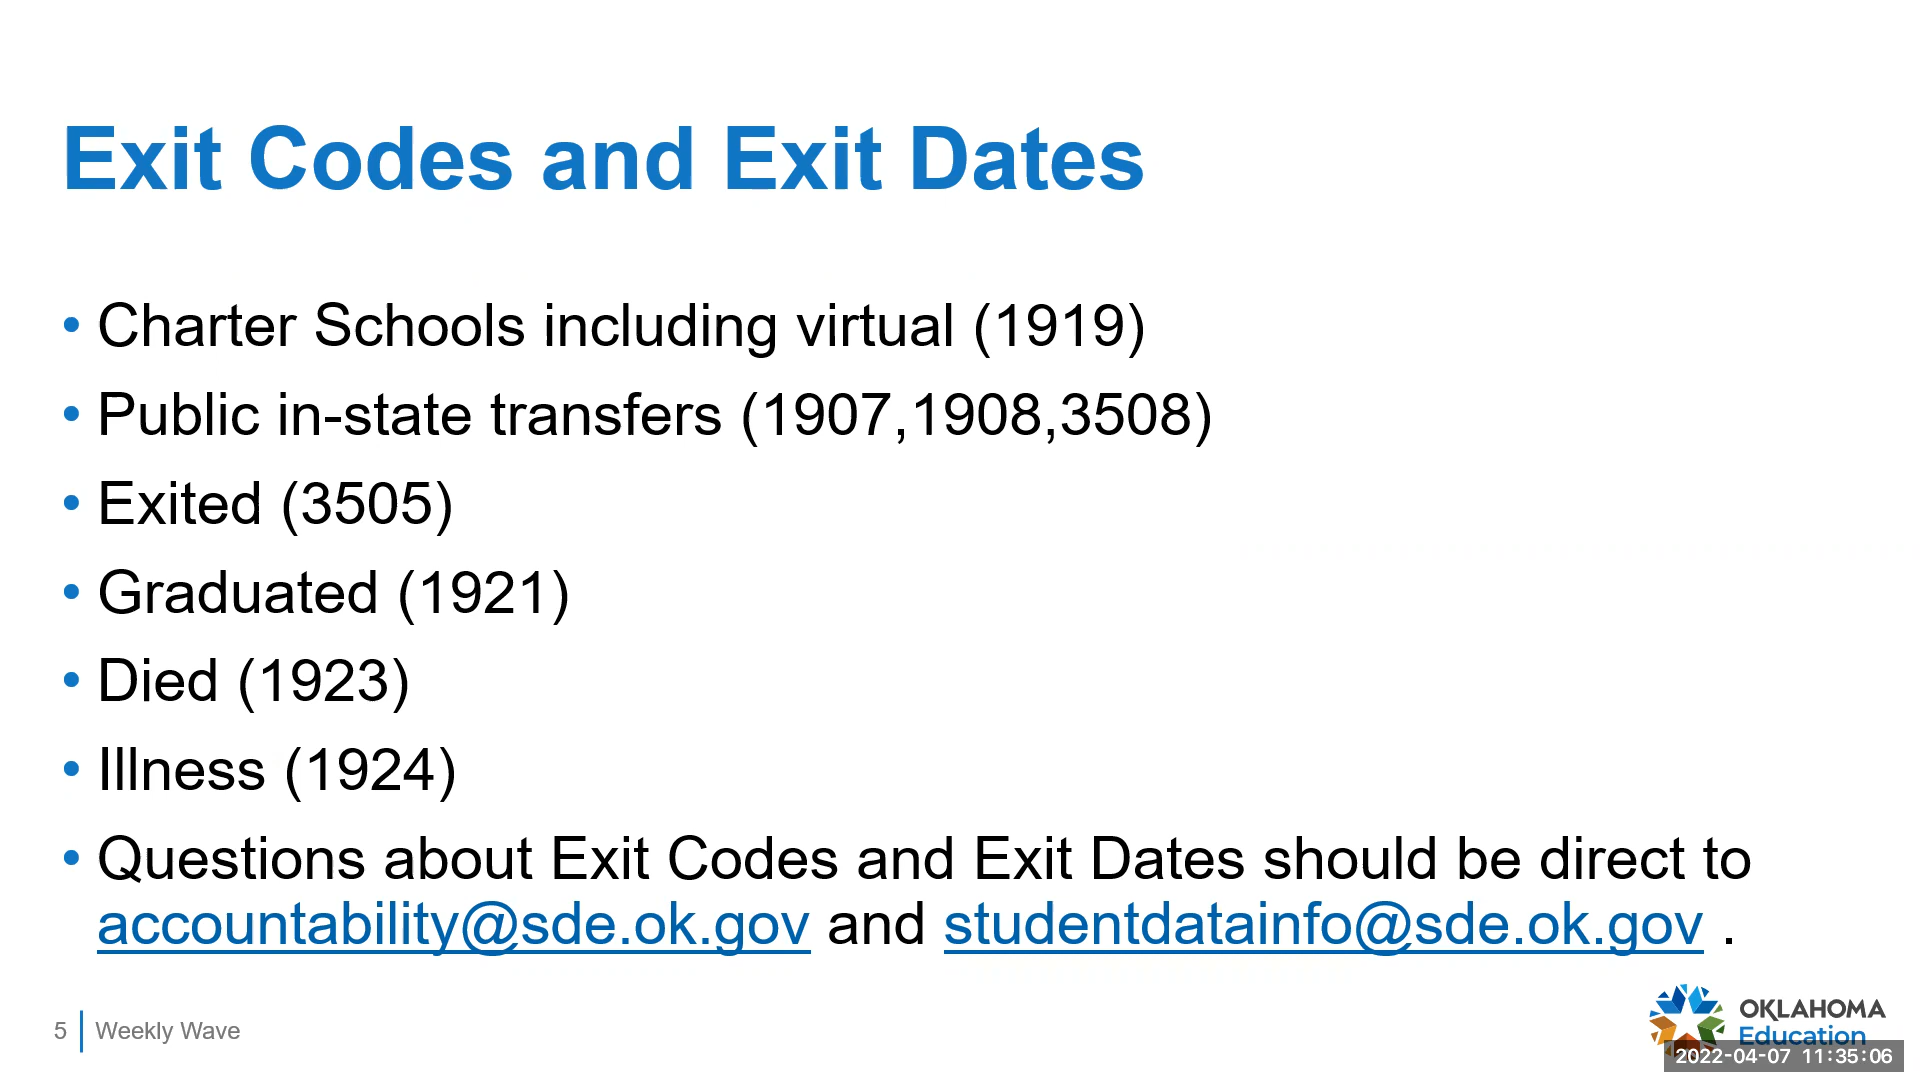 Exit Codes and Exit Dates
• Charter Schools including virtual (1919)
• Public in-state transfers (1907,1908,3508)
• Exited (3505)
• Graduated (1921)
• Died (1923)
• Illness (1924)
• Questions about Exit Codes and Exit Dates should be direct to
accountability@sde.ok.gov and studentdatainfo@sde.ok.gov .
5 Weekly Wave
OKLAHOMA
Education
2022-04-07 11:35:06